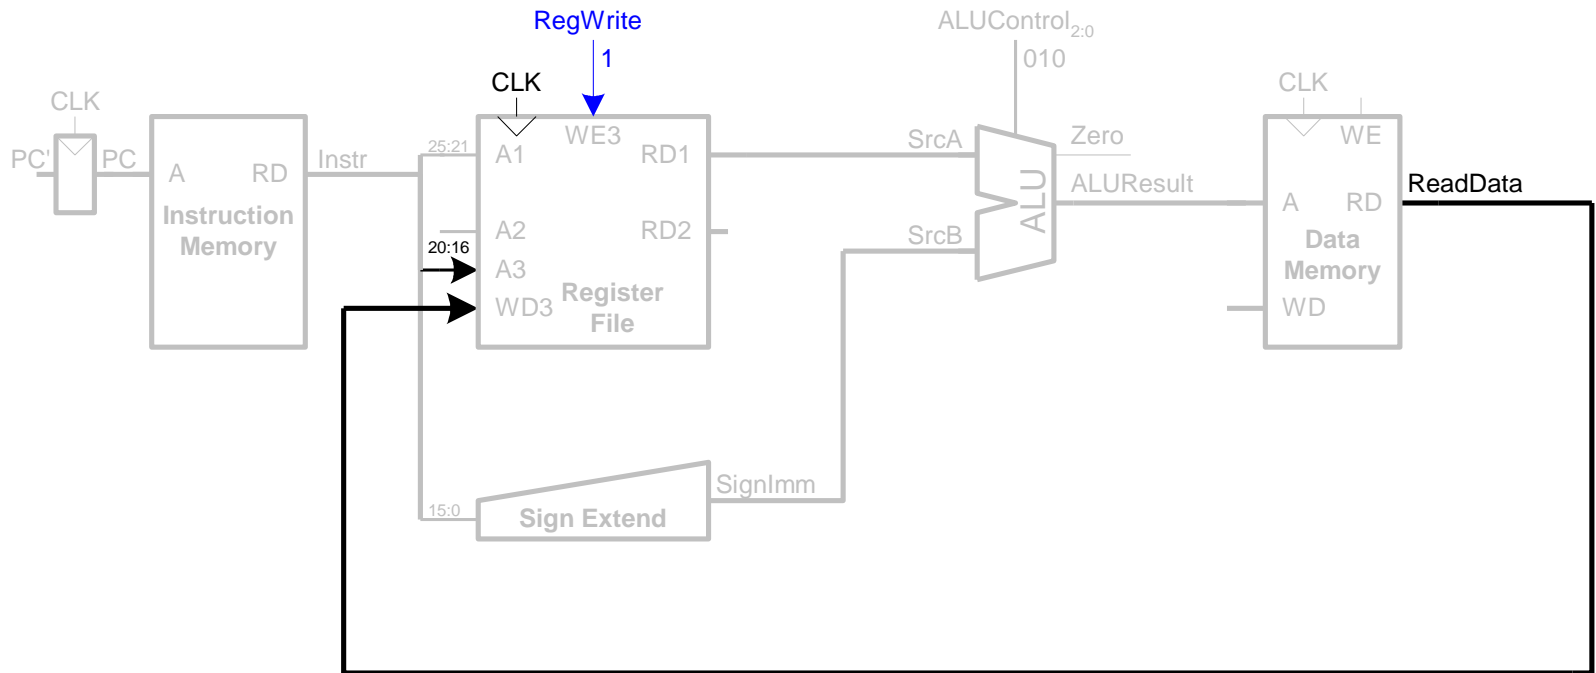 RegWrite
ALUControl2:0
1
010
CLK
CLK
CLK
WE3
WE
PC'
PC
A
RD
Instr
25:21
A1
RD1
SrcA
Zero
ALUResult
ReadData
Instruction
Memory
A2
RD2
SrcB
ALU
A
RD
20:16
A3
WD3
Register
File
Data
Memory
WD
15:0
Sign Extend
SignImm